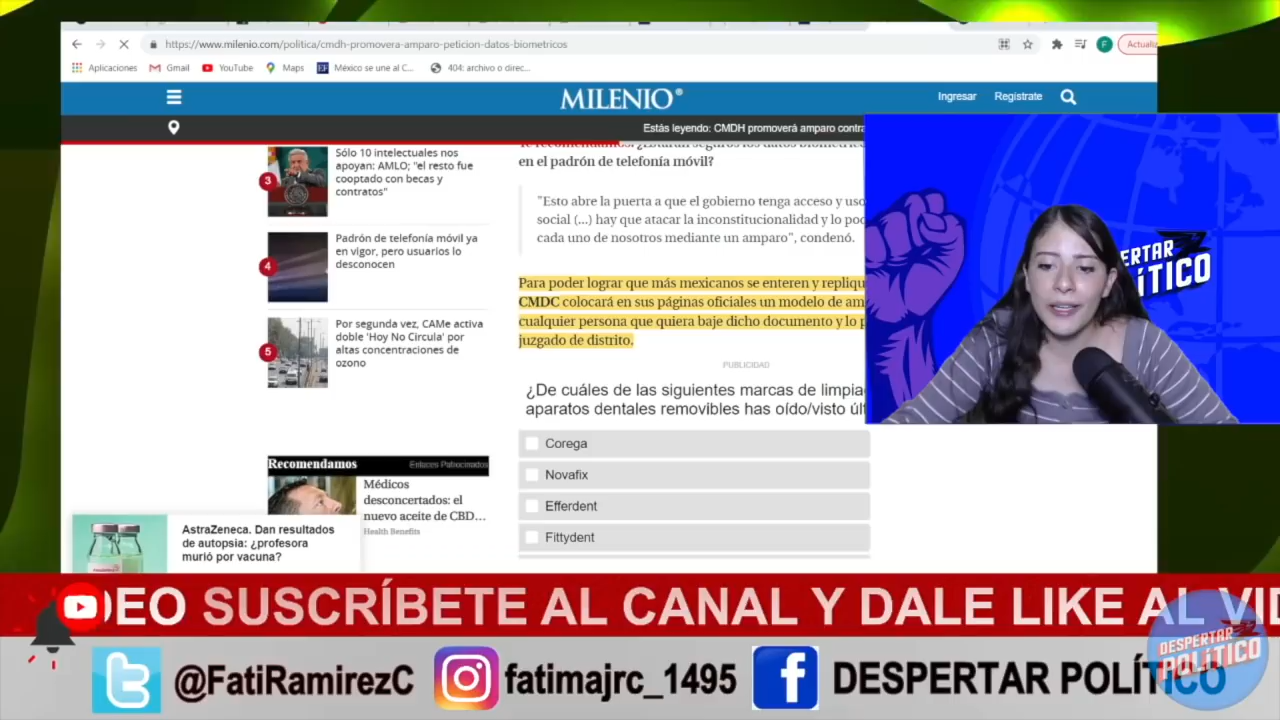 https://www.milenio.com/politica/cmdh-promovera-amparo-peticion-datos-biometricos
Actualiz
Aplicaciones
Gmail
YouTube
Maps
México se une al C...
404: archivo o direc...
MILENIO®
Ingresar
Regístrate
Estás leyendo: CMDH promoverá amparo contra
3
Sólo 10 intelectuales nos
apoyan: AMLO; "el resto fue
cooptado con becas y
contratos"
4
Padrón de telefonía móvil ya
en vigor, pero usuarios lo
desconocen
5
Por segunda vez, CAMe activa
doble 'Hoy No Circula' por
altas concentraciones de
ozono
Recomendamos
Enlaces Patrocinados
Médicos
desconcertados: el
nuevo aceite de CBD...
Health Benefits
AstraZeneca. Dan resultados
de autopsia: ¿profesora
murió por vacuna?
en el padrón de telefonía móvil?
"Esto abre la puerta a que el gobierno tenga acceso y uso
social (...) hay que atacar la inconstitucionalidad y lo pod
cada uno de nosotros mediante un amparo", condenó.
Para poder lograr que más mexicanos se enteren y repliqu
CMDC colocará en sus páginas oficiales un modelo de am
cualquier persona que quiera baje dicho documento y lo p
juzgado de distrito.
PUBLICIDAD
¿De cuáles de las siguientes marcas de limpia
aparatos dentales removibles has oído/visto últ
Corega
Novafix
Efferdent
Fittydent
ERTAR
ÍTICO
DEO SUSCRÍBETE AL CANAL Y DALE LIKE AL VID
@FatiRamirezC
fatimajrc_1495
DESPERTAR POLÍTICO
DESPERTAR
POLÍTICO